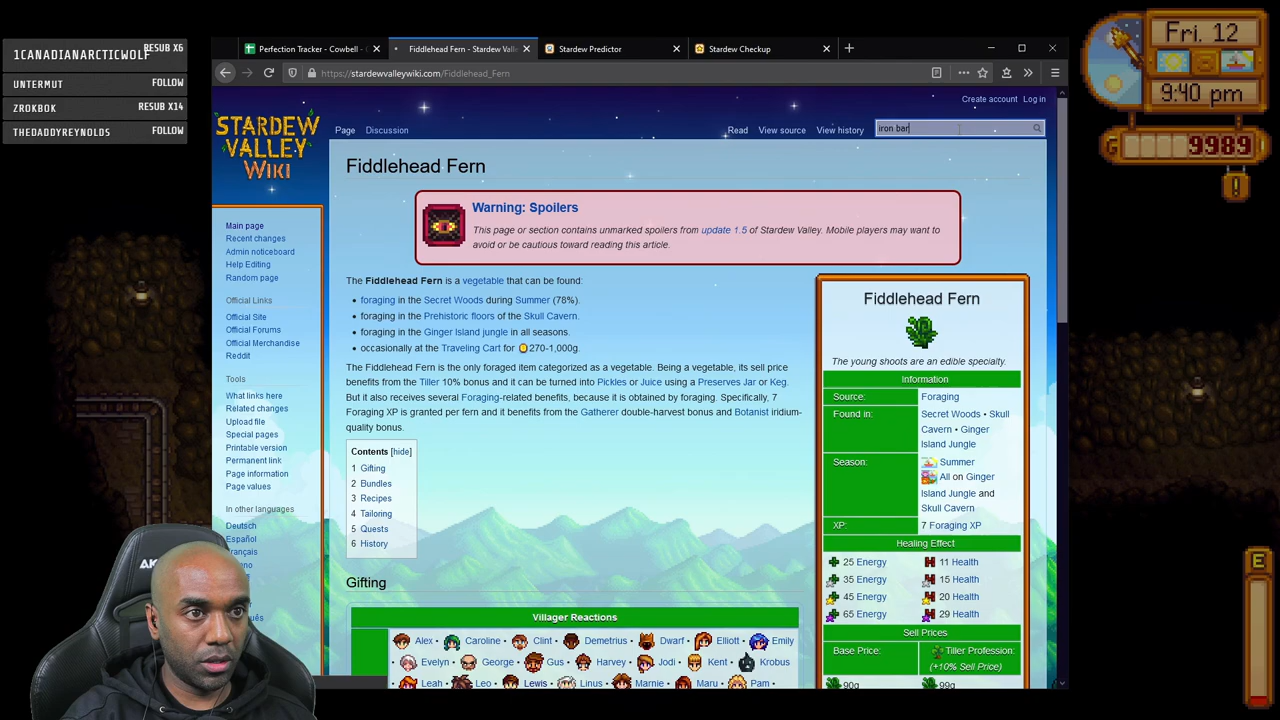 1CANADIANARCTICWOLF RESUB X6
UNTERMUT FOLLOW
ZROKBOK RESUB X14
THEDADDYREYNOLDS FOLLOW
Perfection Tracker - Cowbell -
Fiddlehead Fern - Stardew Vall
Stardew Predictor
Stardew Checkup
https://stardewvalleywiki.com/Fiddlehead_Fern
Fri. 12
9:40 pm
9989
Create account Log in
STARDEW
VALLEY
WIKI
Page Discussion Read View source View history iron bar
Main page
Recent changes
Admin noticeboard
Help Editing
Random page
Official Links
Official Site
Official Forums
Official Merchandise
Reddit
Tools
What links here
Related changes
Upload file
Special pages
Printable version
Permanent link
Page information
Page values
In other languages
Deutsch
Español
Fiddlehead Fern
Warning: Spoilers
This page or section contains unmarked spoilers from update 1.5 of Stardew Valley. Mobile players may want to
avoid or be cautious toward reading this article.
The Fiddlehead Fern is a vegetable that can be found:
• foraging in the Secret Woods during Summer (78%).
• foraging in the Prehistoric floors of the Skull Cavern.
• foraging in the Ginger Island jungle in all seasons.
• occasionally at the Traveling Cart for 270-1,000g.
The Fiddlehead Fern is the only foraged item categorized as a vegetable. Being a vegetable, its sell price
benefits from the Tiller 10% bonus and it can be turned into Pickles or Juice using a Preserves Jar or Keg.
But it also receives several Foraging-related benefits, because it is obtained by foraging. Specifically, 7
Foraging XP is granted per fern and it benefits from the Gatherer double-harvest bonus and Botanist iridium-
quality bonus.
Contents [hide]
1 Gifting
2 Bundles
3 Recipes
4 Tailoring
5 Quests
6 History
Gifting
Villager Reactions
Alex Caroline Clint Demetrius Dwarf Elliott Emily
Evelyn George Gus Harvey Jodi Kent Krobus
Leah Leo Lewis Linus Marnie Maru Pam
Fiddlehead Fern
The young shoots are an edible specialty.
Information
Source: Foraging
Found in: Secret Woods • Skull
Cavern • Ginger
Island Jungle
Season: Summer
All on Ginger
Island Jungle and
Skull Cavern
XP: 7 Foraging XP
Healing Effect
25 Energy 11 Health
35 Energy 15 Health
45 Energy 20 Health
65 Energy 29 Health
Sell Prices
Base Price: Tiller Profession:
(+10% Sell Price)
90g 99g
AK
E